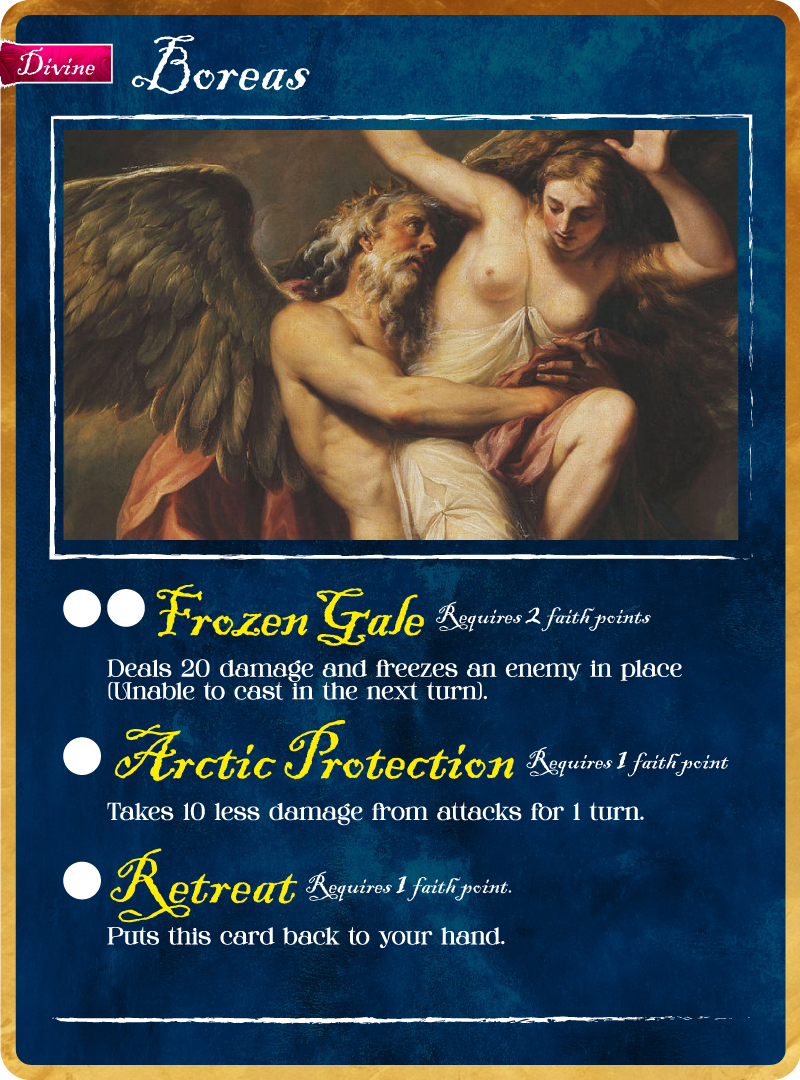 Divine
Boreas
Frozen Gale Requires 2 faith points
Deals 20 damage and freezes an enemy in place
(Unable to cast in the next turn).
Arctic Protection Requires 1 faith point
Takes 10 less damage from attacks for 1 turn.
Retreat Requires 1 faith point.
Puts this card back to your hand.